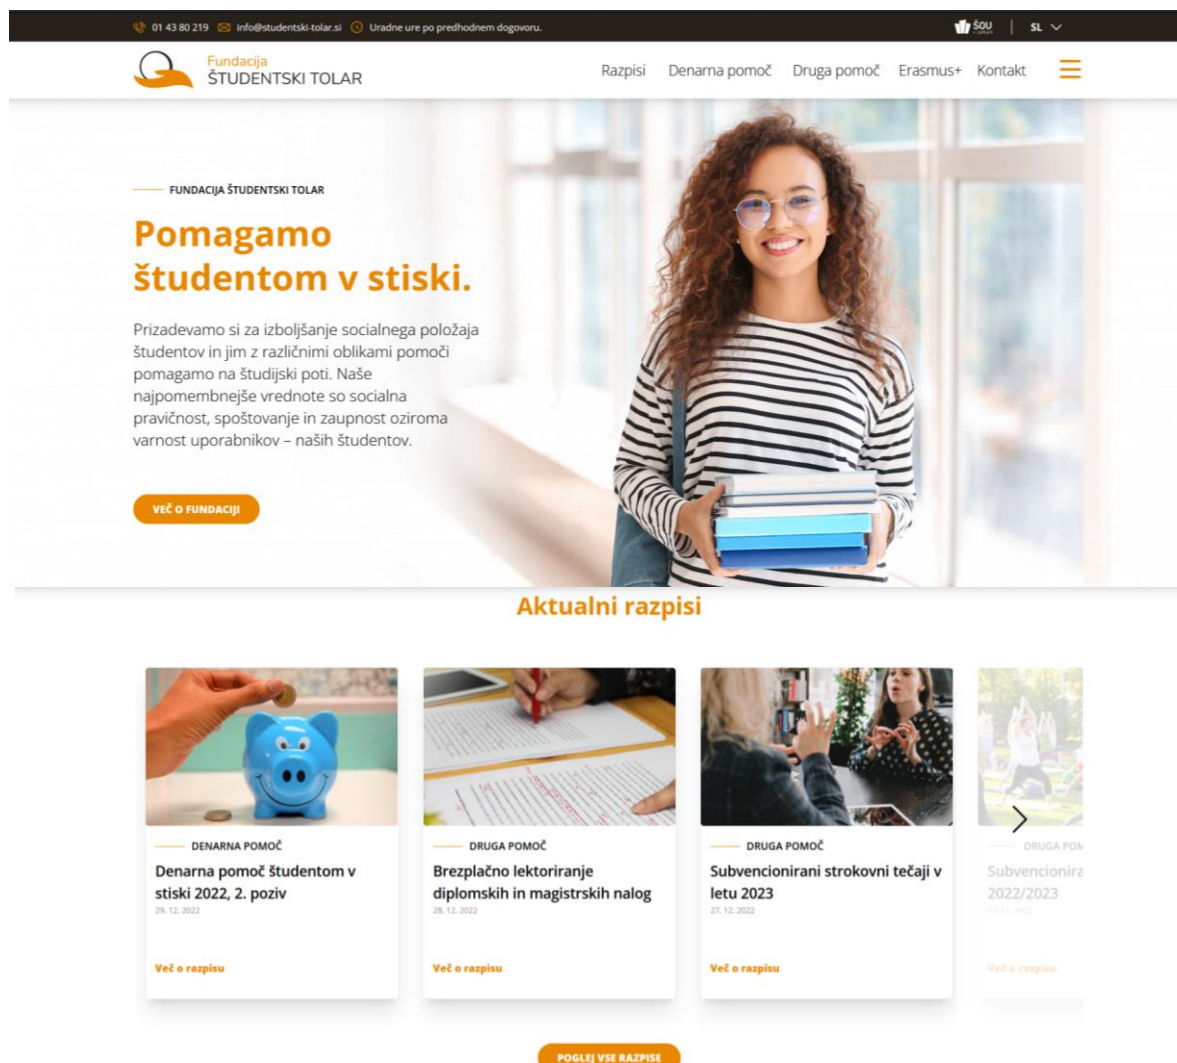 01 43 80 219 info@studentski-tolar.si Uradne ure po predhodnem dogovoru.
ŠOU SL
Fundacija
ŠTUDENTSKI TOLAR
Razpisi Denarna pomoč Druga pomoč Erasmus+ Kontakt
FUNDACIJA ŠTUDENTSKI TOLAR
Pomagamo
študentom v stiski.
Prizadevamo si za izboljšanje socialnega položaja
študentov in jim z različnimi oblikami pomoči
pomagamo na študijski poti. Naše
najpomembnejše vrednote so socialna
pravičnost, spoštovanje in zaupnost oziroma
varnost uporabnikov – naših študentov.
VEČ O FUNDACIJI
Aktualni razpisi
DENARNA POMOČ
Denarna pomoč študentom v
stiski 2022, 2. poziv
29. 12. 2022
Več o razpisu
DRUGA POMOČ
Brezplačno lektoriranje
diplomskih in magistrskih nalog
28. 12. 2022
Več o razpisu
DRUGA POMOČ
Subvencionirani strokovni tečaji v
letu 2023
27. 12. 2022
Več o razpisu
DRUGA POM
Subvencionira
2022/2023
Več o razpisu
POGLEJ VSE RAZPISE